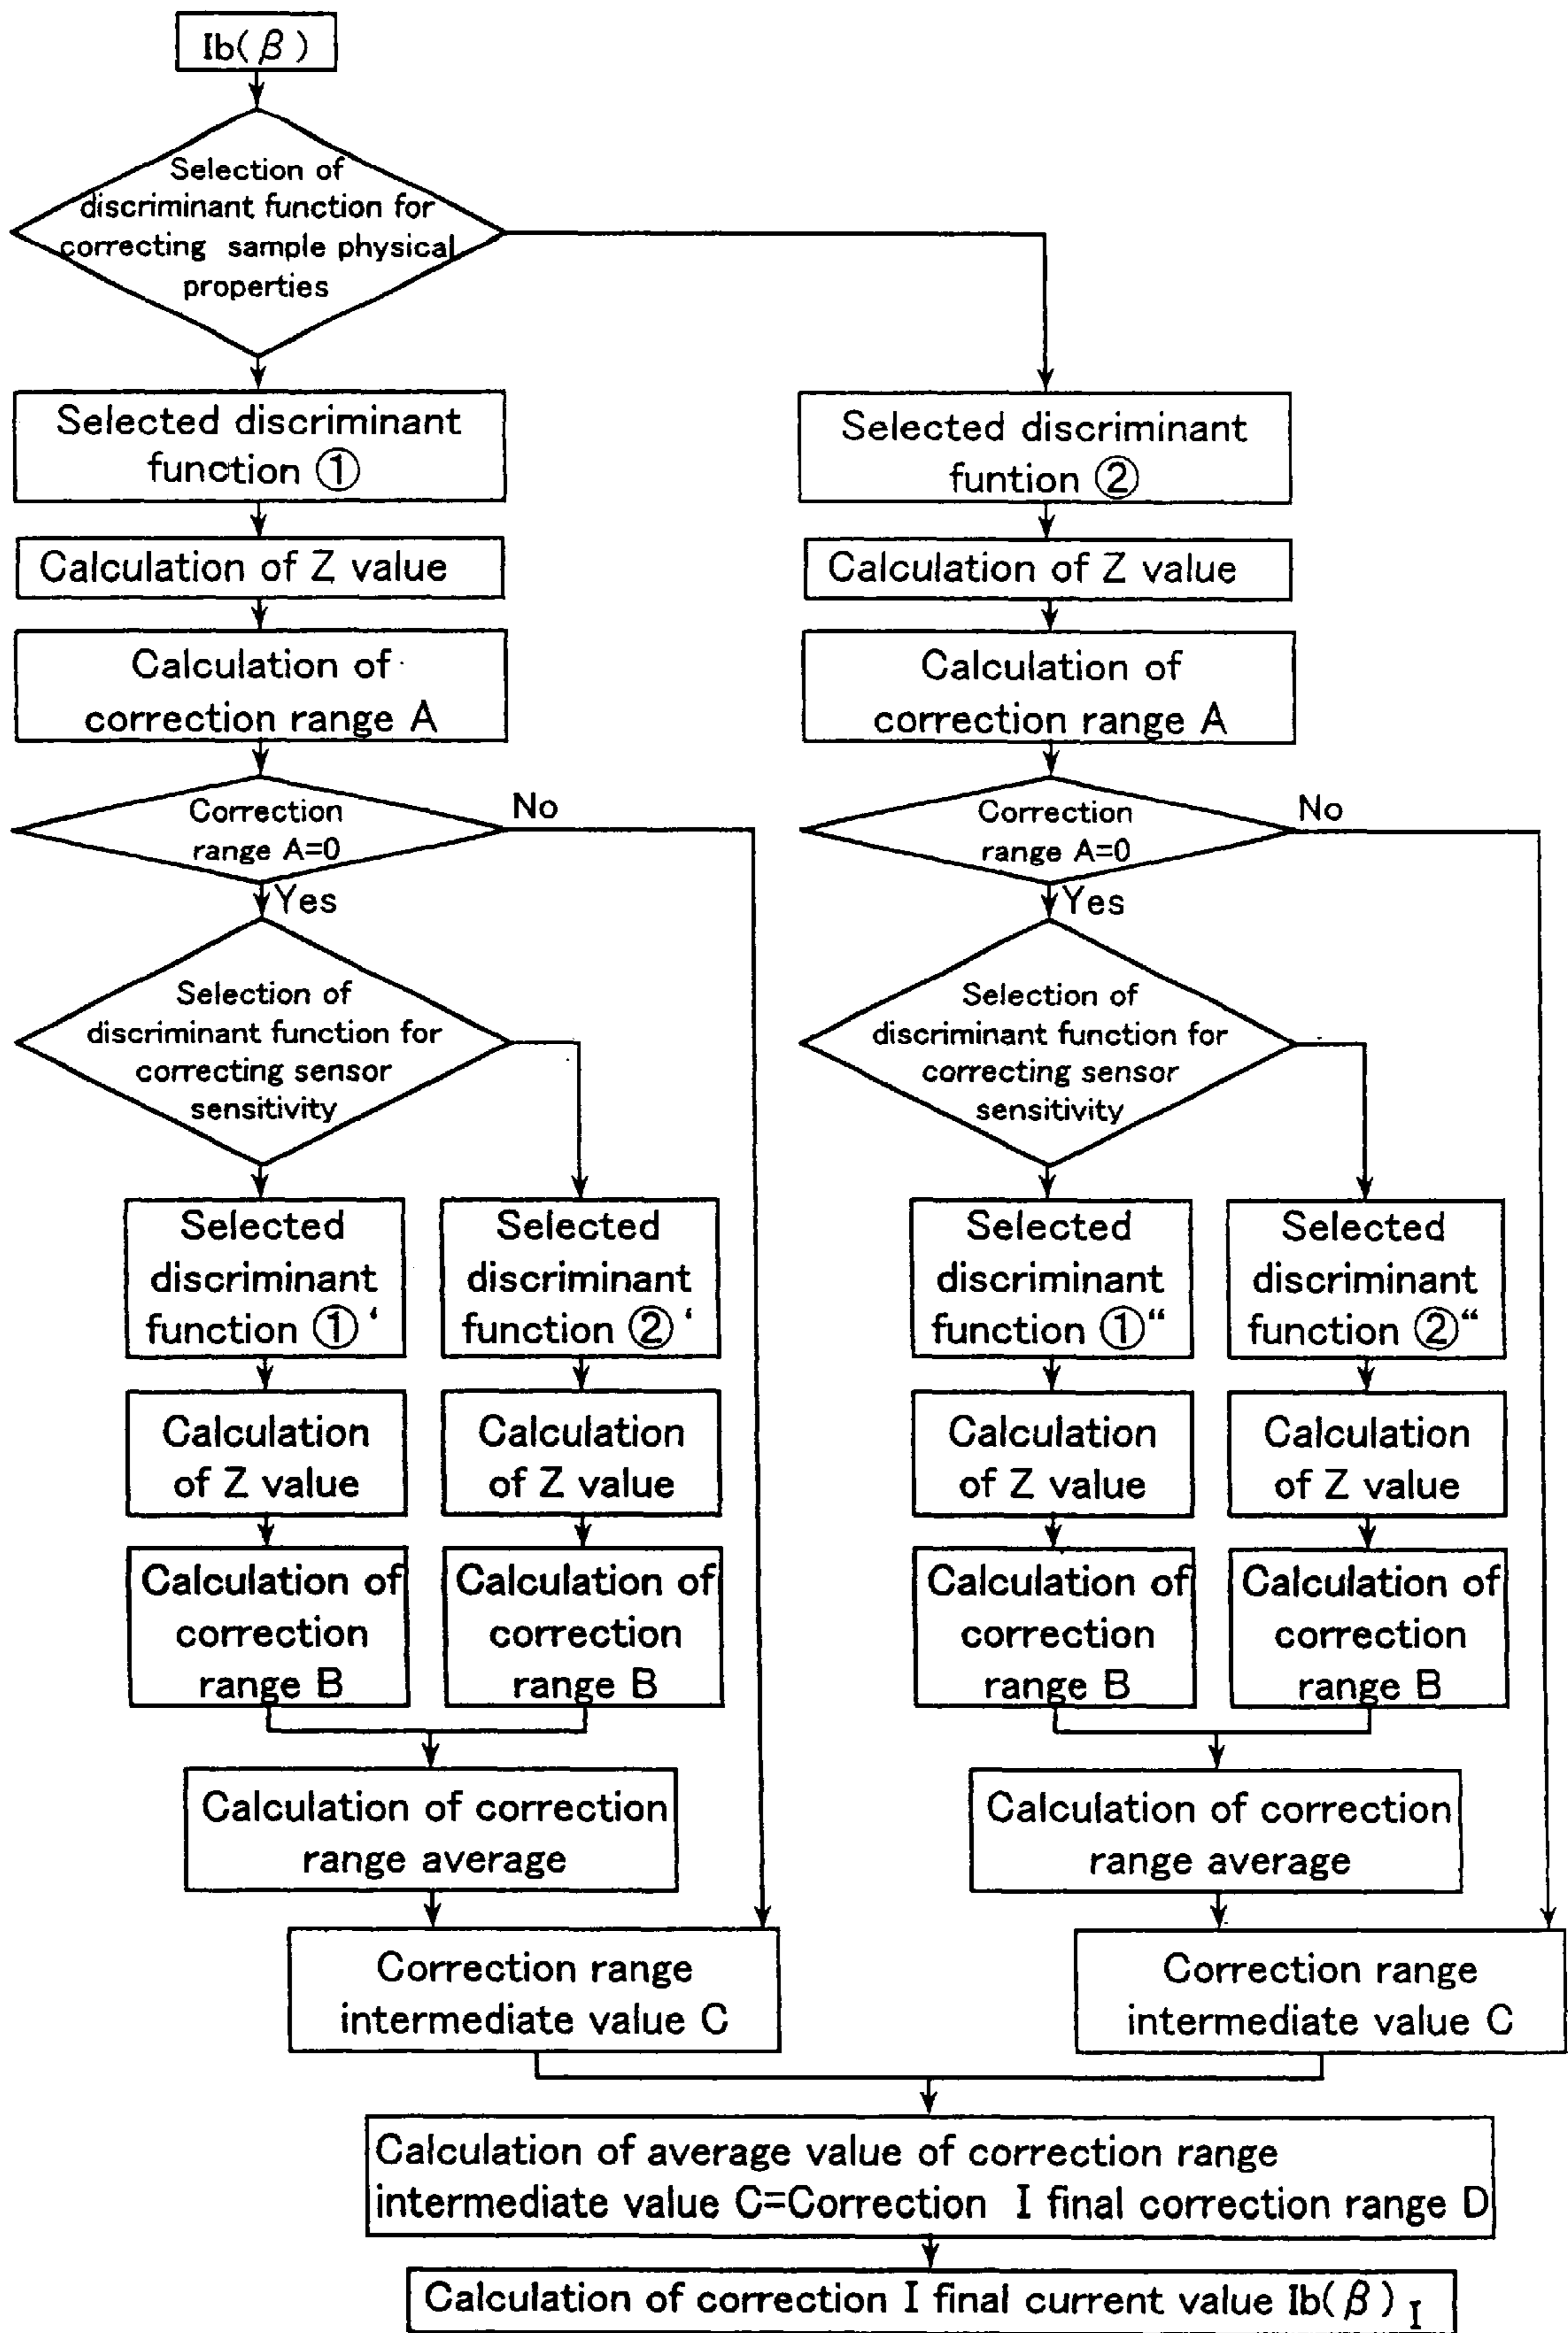 Ib(β)
Selection of
discriminant function for
correcting sample physical
properties
Selected discriminant
function ①
Calculation of Z value
Calculation of
correction range A
Correction
range A=0
No
Yes
Selection of
discriminant function for
correcting sensor
sensitivity
Selected
discriminant
function ①‘
Calculation
of Z value
Calculation of
correction
range B
Selected
discriminant
function ②‘
Calculation
of Z value
Calculation of
correction
range B
Calculation of correction
range average
Correction range
intermediate value C
Selected discriminant
funtion ②
Calculation of Z value
Calculation of
correction range A
Correction
range A=0
No
Yes
Selection of
discriminant function for
correcting sensor
sensitivity
Selected
discriminant
function ①“
Calculation
of Z value
Calculation of
correction
range B
Selected
discriminant
function ②“
Calculation
of Z value
Calculation of
correction
range B
Calculation of correction
range average
Correction range
intermediate value C
Calculation of average value of correction range
intermediate value C=Correction I final correction range D
Calculation of correction I final current value Ib(β) I